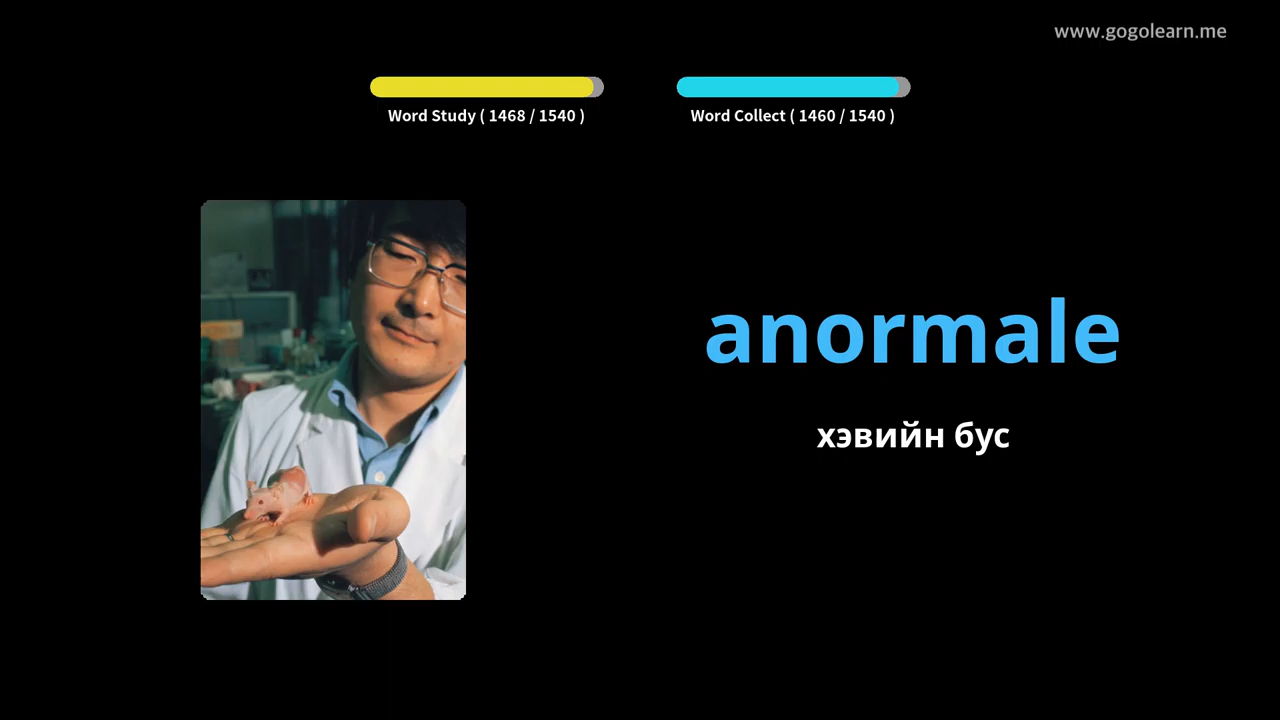 www.gogolearn.me
Word Study ( 1468 / 1540 )
Word Collect ( 1460 / 1540 )
anormale
хэвийн бус